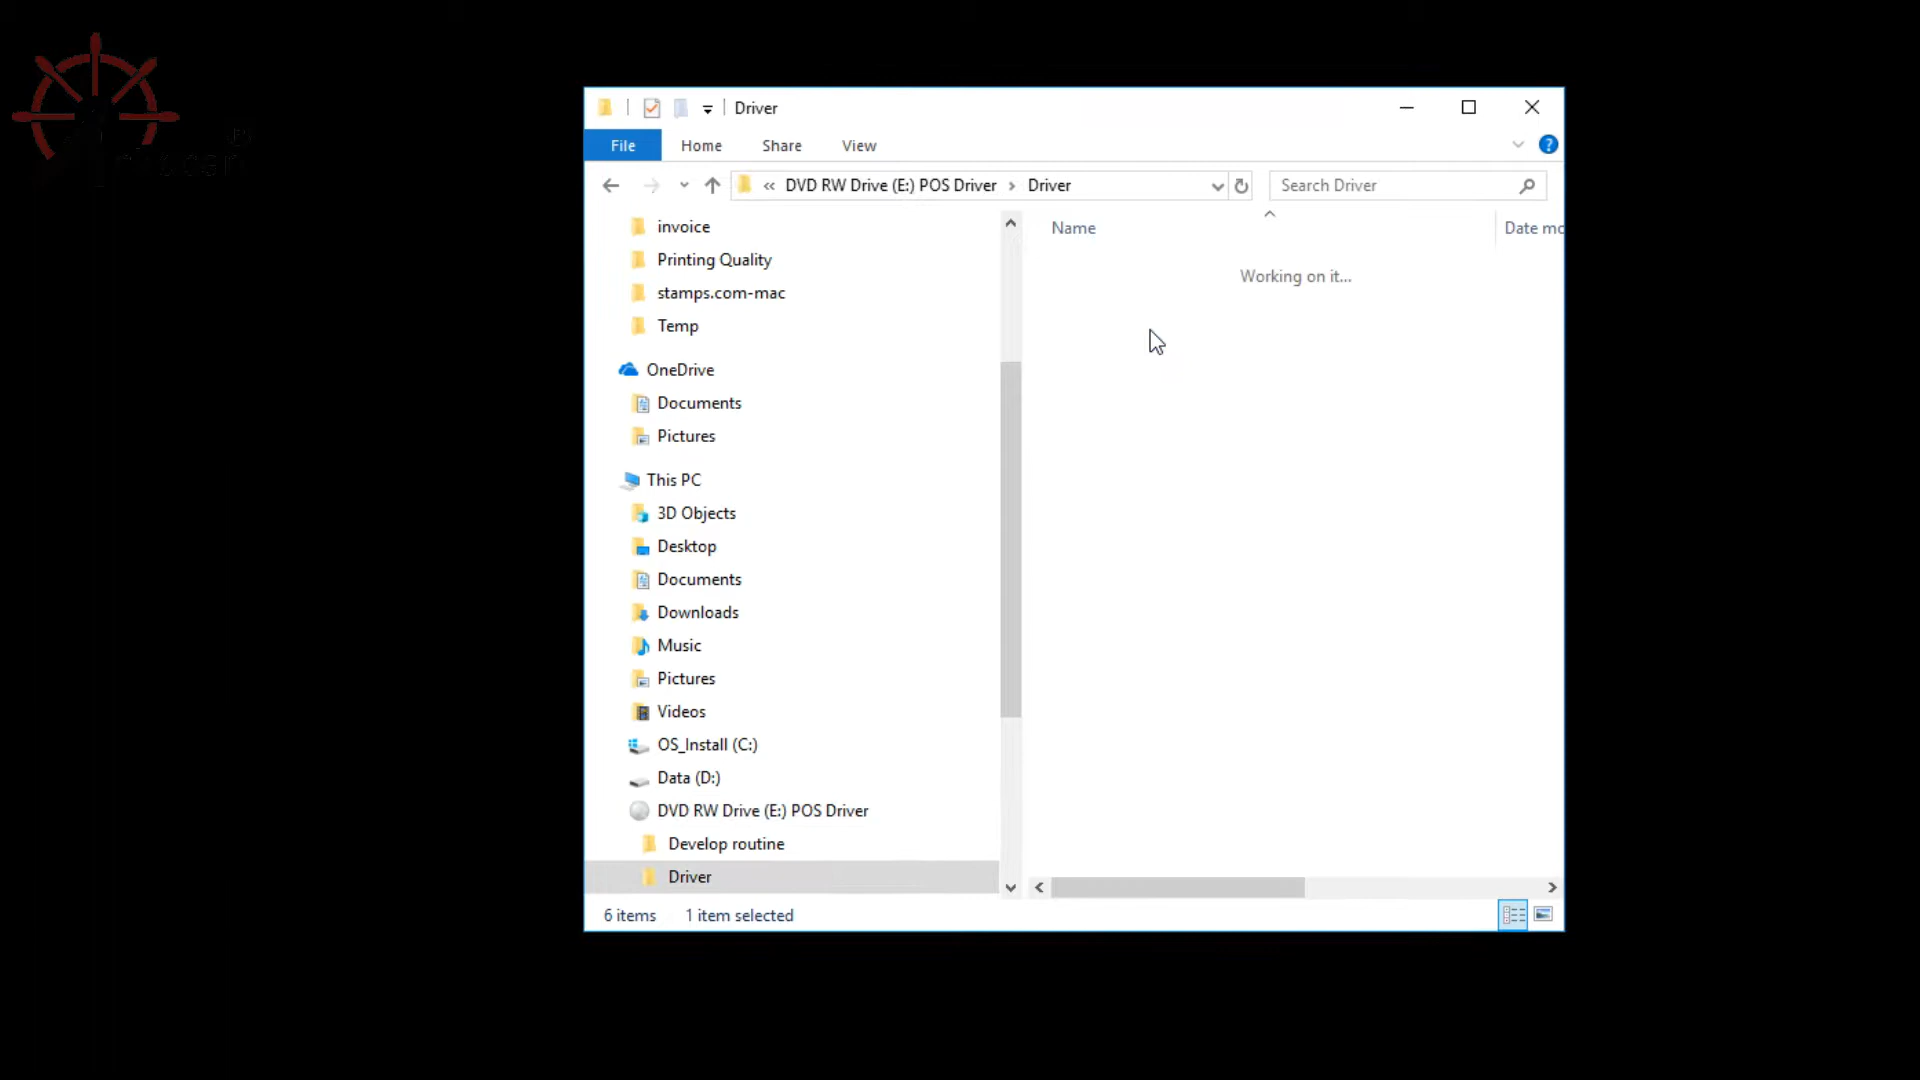 Driver
File Home Share View
« DVD RW Drive (E:) POS Driver > Driver
Search Driver
Name
Date mo
Working on it...
invoice
Printing Quality
stamps.com-mac
Temp
OneDrive
Documents
Pictures
This PC
3D Objects
Desktop
Documents
Downloads
Music
Pictures
Videos
OS_Install (C:)
Data (D:)
DVD RW Drive (E:) POS Driver
Develop routine
Driver
6 items 1 item selected